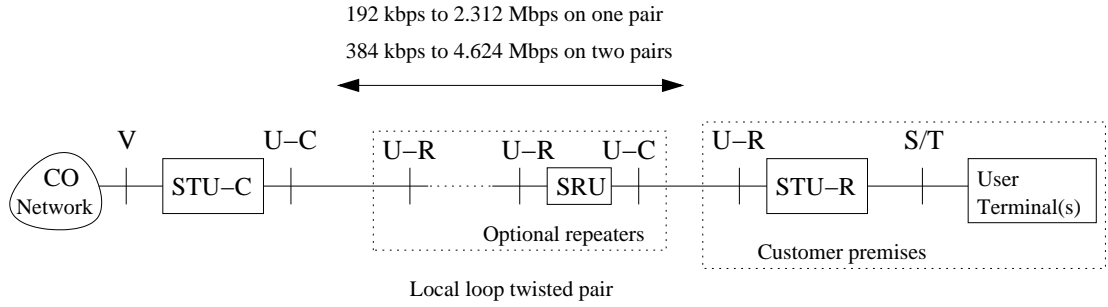 192 kbps to 2.312 Mbps on one pair
384 kbps to 4.624 Mbps on two pairs
V
U–C
U–R
U–R
U–C
U–R
S/T
CO
Network
STU–C
SRU
STU–R
User
Terminal(s)
Optional repeaters
Customer premises
Local loop twisted pair